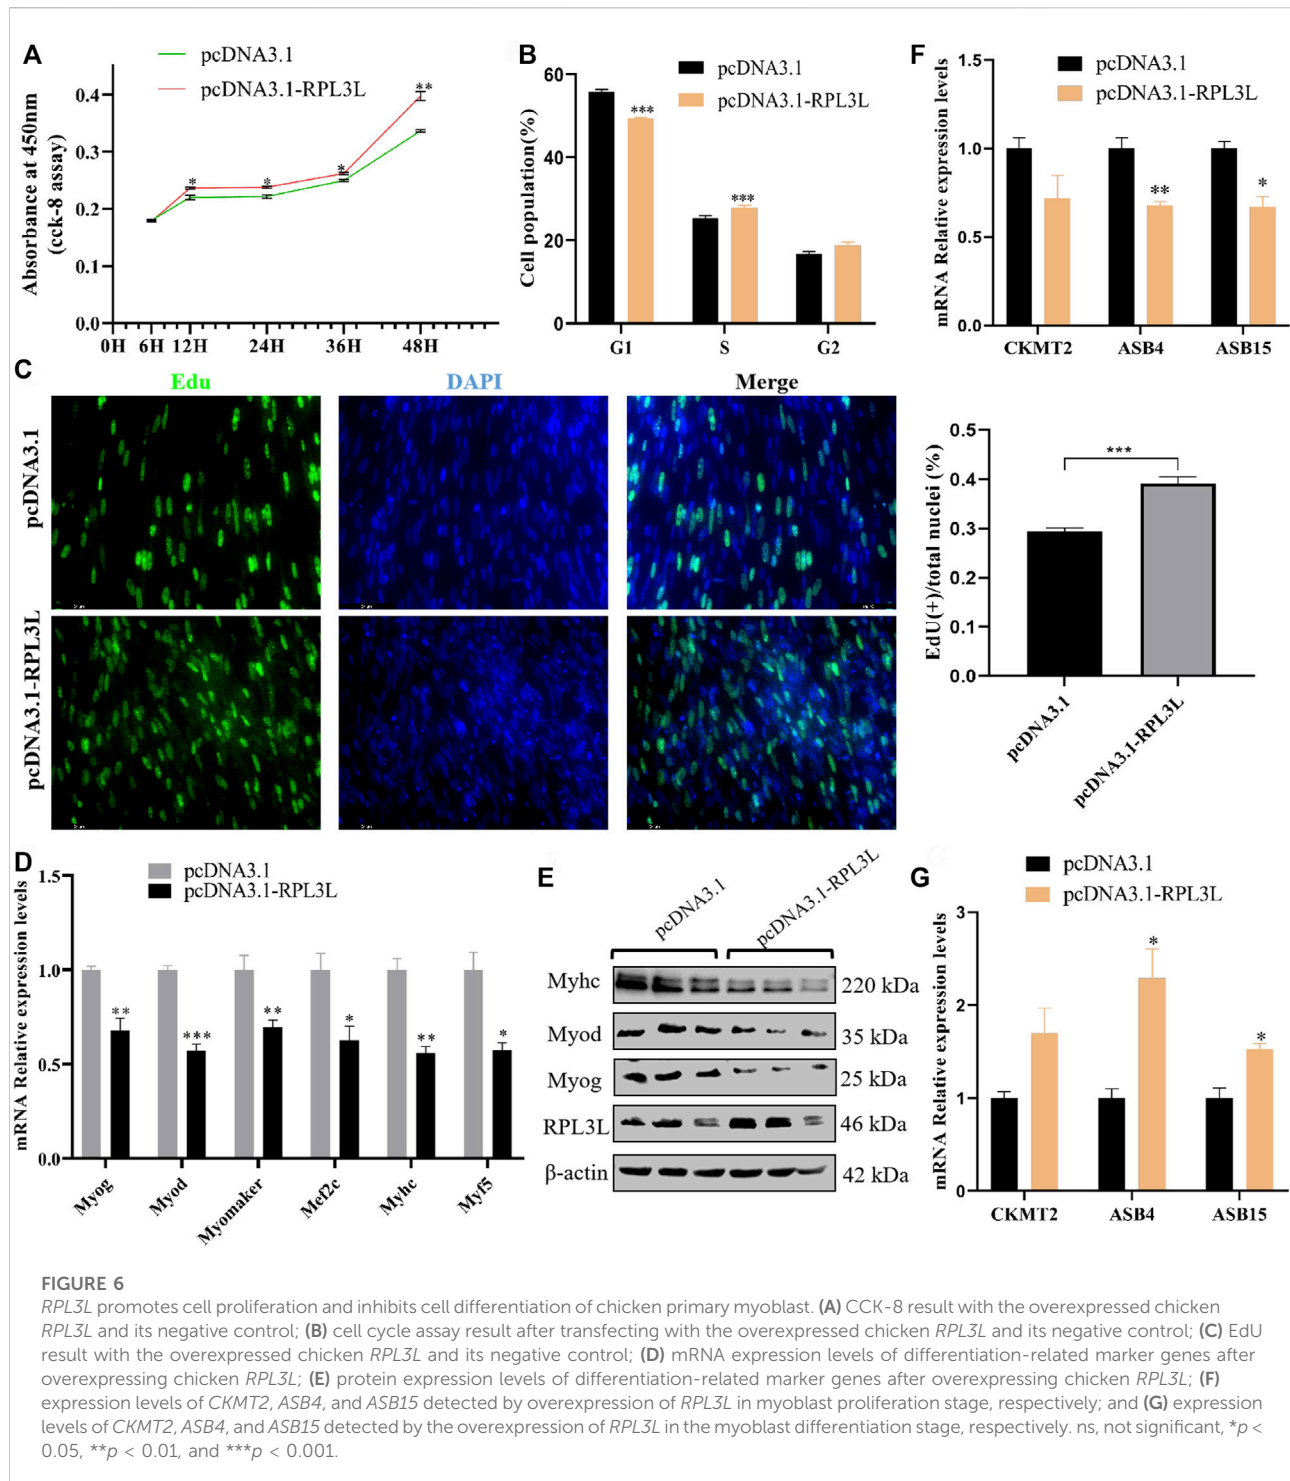 A
pcDNA3.1
pcDNA3.1-RPL3L
Absorbance at 450nm
(cck-8 assay)
0.4
0.3
0.2
0.1
0.0
* * * **
0H 6H 12H 24H 36H 48H
B
pcDNA3.1
pcDNA3.1-RPL3L
Cell population(%)
60
40
20
0
*** ***
G1 S G2
F
pcDNA3.1
pcDNA3.1-RPL3L
mRNA Relative expression levels
1.5
1.0
0.5
0.0
** *
CKMT2 ASB4 ASB15
C
Edu DAPI Merge
pcDNA3.1
pcDNA3.1-RPL3L
EdU(+)/total nuclei (%)
0.5
0.4
0.3
0.2
0.1
0.0
***
pcDNA3.1
pcDNA3.1-RPL3L
D
pcDNA3.1
pcDNA3.1-RPL3L
mRNA Relative expression levels
1.5
1.0
0.5
0.0
** *** ** * ** *
Myog Myod Myomaker Mef2c Myhc Myf5
E
pcDNA3.1 pcDNA3.1-RPL3L
Myhc 220 kDa
Myod 35 kDa
Myog 25 kDa
RPL3L 46 kDa
β-actin 42 kDa
G
pcDNA3.1
pcDNA3.1-RPL3L
mRNA Relative expression levels
3
2
1
0
* *
CKMT2 ASB4 ASB15
FIGURE 6
RPL3L promotes cell proliferation and inhibits cell differentiation of chicken primary myoblast. (A) CCK-8 result with the overexpressed chicken
RPL3L and its negative control; (B) cell cycle assay result after transfecting with the overexpressed chicken RPL3L and its negative control; (C) EdU
result with the overexpressed chicken RPL3L and its negative control; (D) mRNA expression levels of differentiation-related marker genes after
overexpressing chicken RPL3L; (E) protein expression levels of differentiation-related marker genes after overexpressing chicken RPL3L; (F)
expression levels of CKMT2, ASB4, and ASB15 detected by overexpression of RPL3L in myoblast proliferation stage, respectively; and (G) expression
levels of CKMT2, ASB4, and ASB15 detected by the overexpression of RPL3L in the myoblast differentiation stage, respectively. ns, not significant, *p <
0.05, **p < 0.01, and ***p < 0.001.